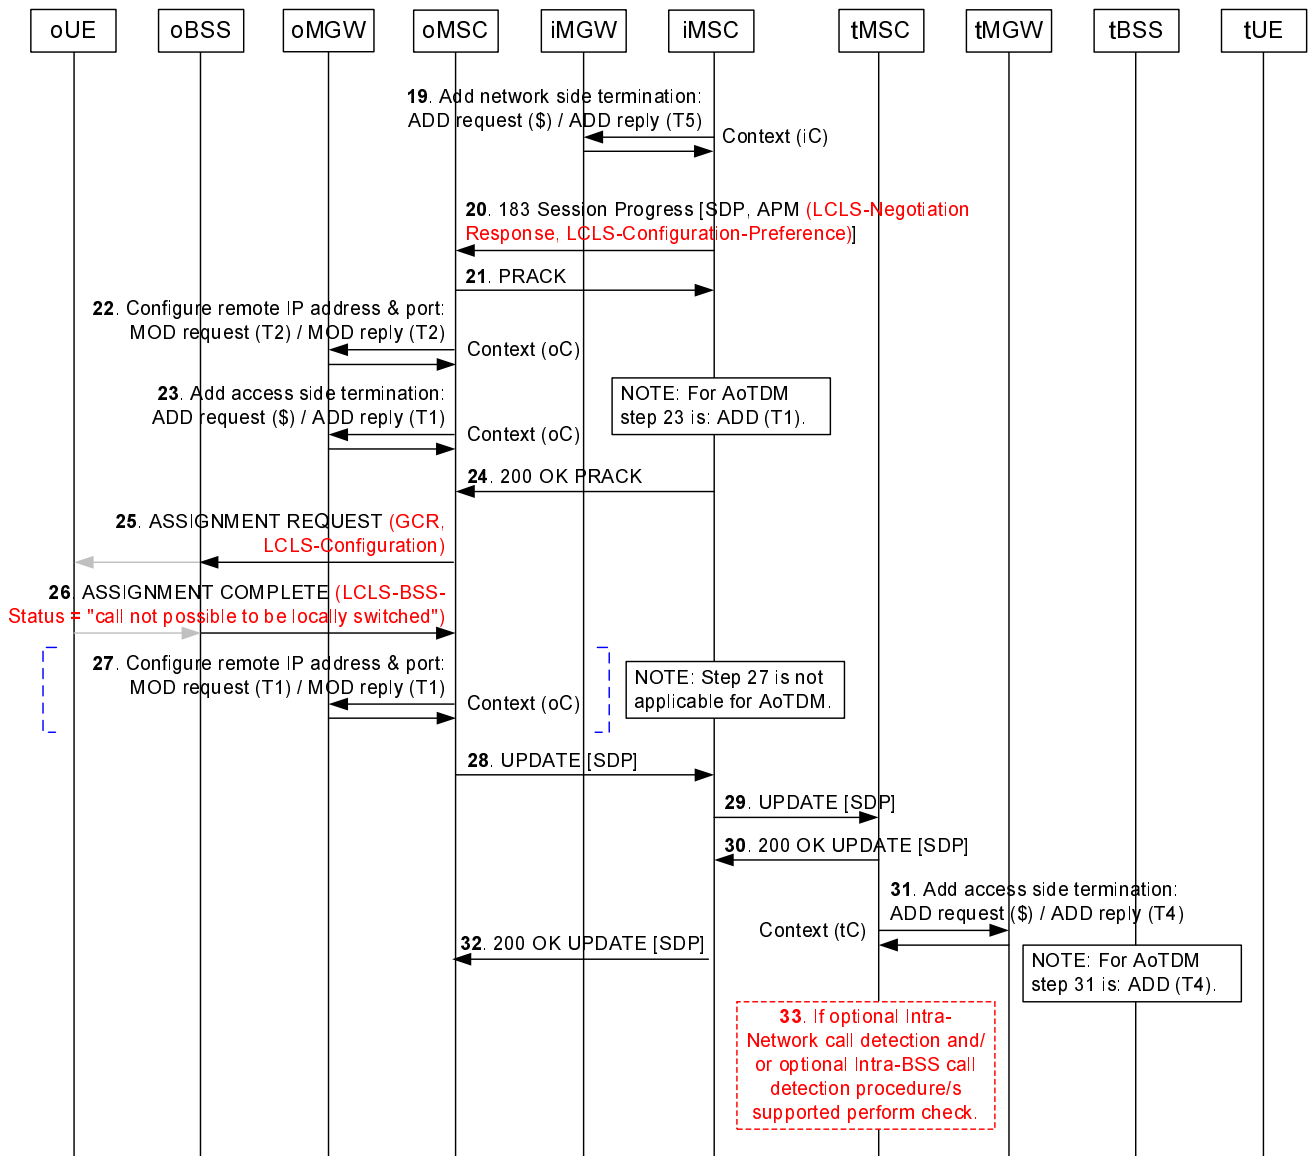 oUE oBSS oMGW oMSC iMGW iMSC tMSC tMGW tBSS tUE
19. Add network side termination:
ADD request ($) / ADD reply (T5)
Context (iC)
20. 183 Session Progress [SDP, APM (LCLS-Negotiation
Response, LCLS-Configuration-Preference)]
21. PRACK
22. Configure remote IP address & port:
MOD request (T2) / MOD reply (T2)
Context (oC)
23. Add access side termination:
ADD request ($) / ADD reply (T1)
Context (oC)
NOTE: For AoTDM
step 23 is: ADD (T1).
24. 200 OK PRACK
25. ASSIGNMENT REQUEST (GCR,
LCLS-Configuration)
26. ASSIGNMENT COMPLETE (LCLS-BSS-
Status = "call not possible to be locally switched")
27. Configure remote IP address & port:
MOD request (T1) / MOD reply (T1)
Context (oC)
NOTE: Step 27 is not
applicable for AoTDM.
28. UPDATE [SDP]
29. UPDATE [SDP]
30. 200 OK UPDATE [SDP]
31. Add access side termination:
ADD request ($) / ADD reply (T4)
Context (tC)
32. 200 OK UPDATE [SDP]
NOTE: For AoTDM
step 31 is: ADD (T4).
33. If optional Intra-
Network call detection and/
or optional Intra-BSS call
detection procedure/s
supported perform check.